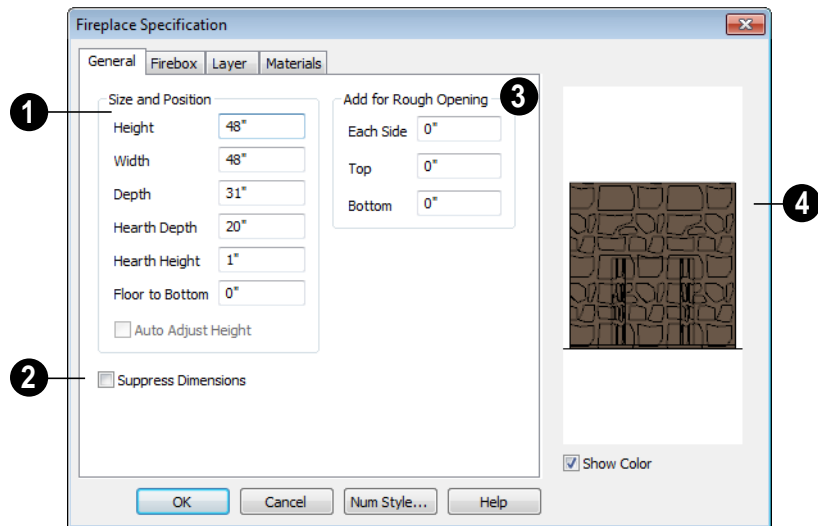 Fireplace Specification
General Firebox Layer Materials
1
Size and Position
Height 48"
Width 48"
Depth 31"
Hearth Depth 20"
Hearth Height 1"
Floor to Bottom 0"
Auto Adjust Height
2
Suppress Dimensions
3
Add for Rough Opening
Each Side 0"
Top 0"
Bottom 0"
4
Show Color
OK Cancel Num Style... Help